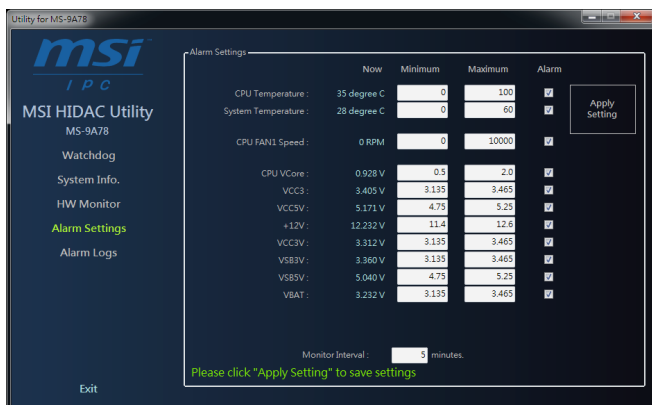 Utility for MS-9A78
msi
IPC
MSI HIDAC Utility
MS-9A78
Watchdog
System Info.
HW Monitor
Alarm Settings
Alarm Logs
Exit
Alarm Settings
Now Minimum Maximum Alarm
CPU Temperature : 35 degree C 0 100
System Temperature : 28 degree C 0 60
CPU FAN1 Speed : 0 RPM 0 10000
CPU VCore : 0.928 V 0.5 2.0
VCC3 : 3.405 V 3.135 3.465
VCC5V : 5.171 V 4.75 5.25
+12V : 12.232 V 11.4 12.6
VCC3V : 3.312 V 3.135 3.465
VSB3V : 3.360 V 3.135 3.465
VSB5V : 5.040 V 4.75 5.25
VBAT : 3.232 V 3.135 3.465
Apply
Setting
Monitor Interval : 5 minutes.
Please click "Apply Setting" to save settings